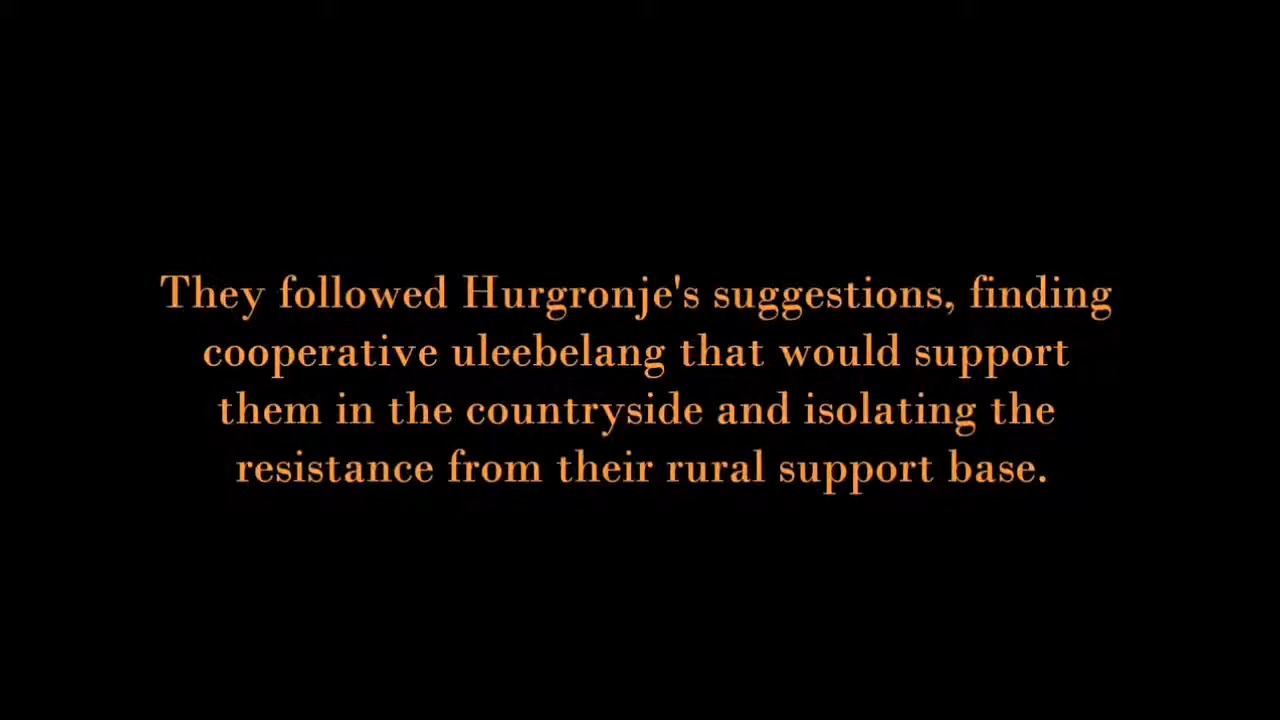 They followed Hurgronje's suggestions, finding
cooperative uleebelang that would support
them in the countryside and isolating the
resistance from their rural support base.